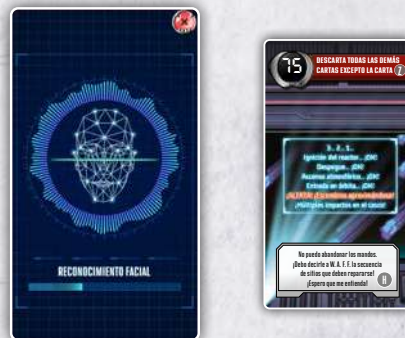 RECONOCIMIENTO FACIAL
75
DESCARTA TODAS LAS DEMÁS
CARTAS EXCEPTO LA CARTA Z
3... 2... 1...
Ignición del reactor... ¡OK!
Despegue... ¡OK!
Ascenso atmosférico... ¡OK!
Entrada en órbita... ¡OK!
¡ALERTA! ¡Escombros aproximándose!
¡Múltiples impactos en el casco!
No puedo abandonar los mandos.
¡Debo decirle a W. A. F. F. la secuencia
de sitios que deben repararse!
¡Espero que me entienda!
H